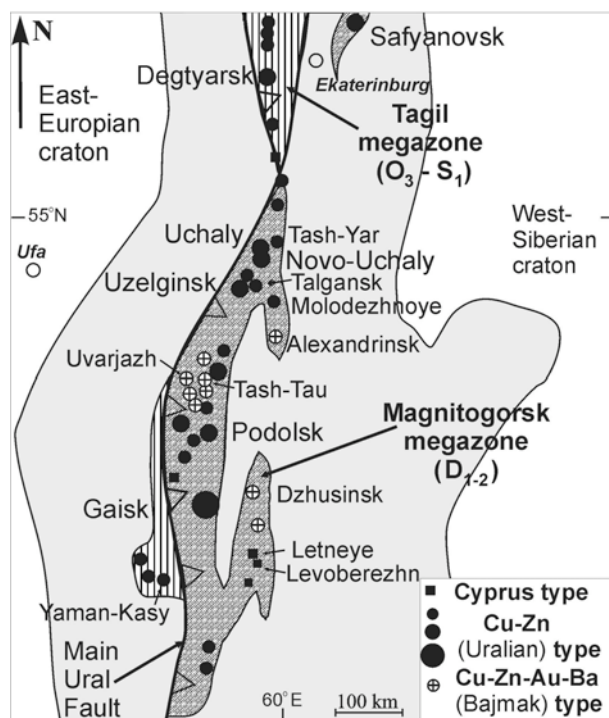 N
Safyanovsk
Degtyarsk
Ekaterinburg
East-
European
craton
Tagil
megazone
(O3 - S1)
55°N
West-
Siberian
craton
Ufa
Uchaly
Tash-Yar
Novo-Uchaly
Uzelginsk
Talgansk
Molodezhnoye
Alexandrinsk
Uvarjazh
Tash-Tau
Magnitogorsk
megazone
(D1-2)
Podolsk
Dzhusinsk
Gaisk
Letneye
Levoberezhn
Yaman-Kasy
Main
Ural
Fault
60°E
100 km
Cyprus type
Cu-Zn
(Uralian) type
Cu-Zn-Au-Ba
(Bajmak) type